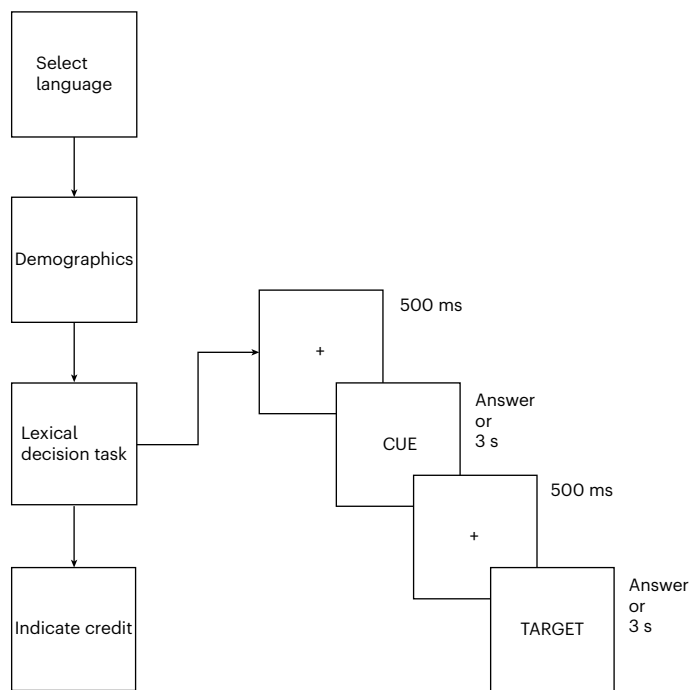 Select
language
Demographics
Lexical
decision task
Indicate credit
+
500 ms
CUE
Answer
or
3 s
+
500 ms
TARGET
Answer
or
3 s